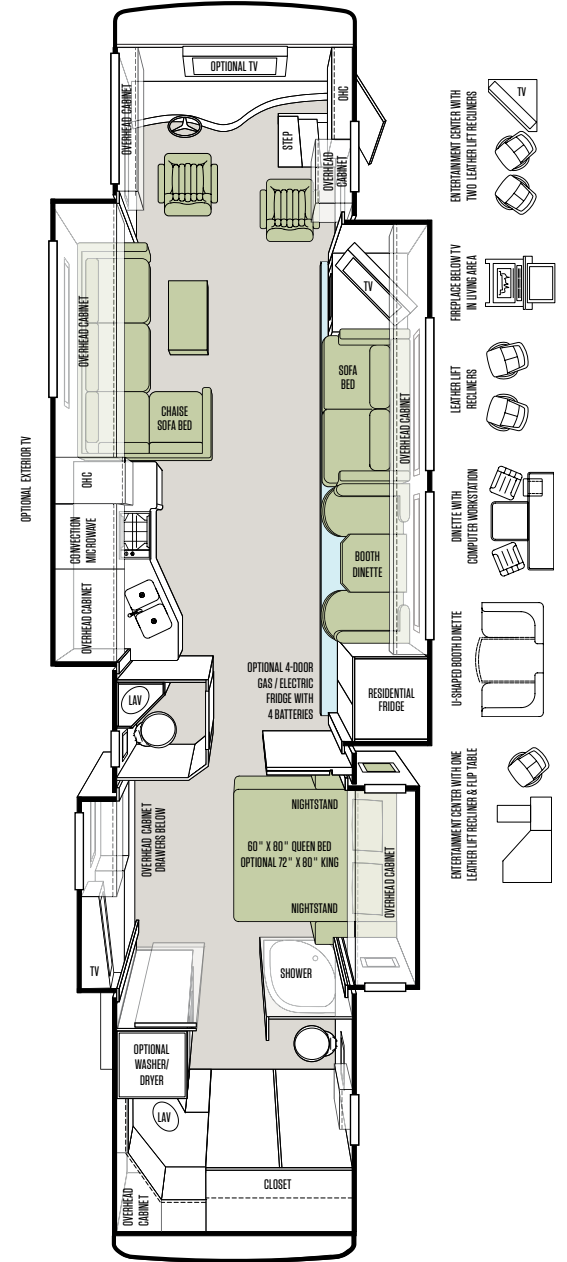 OPTIONAL TV
OVERHEAD CABINET
OHC
STEP
OVERHEAD
CABINET
TV
OVERHEAD CABINET
SOFA
BED
CHAISE
SOFA BED
OVERHEAD CABINET
OPTIONAL EXTERIOR TV
OHC
CONVECTION
MICROWAVE
OVERHEAD CABINET
BOOTH
DINETTE
OPTIONAL 4-DOOR
GAS / ELECTRIC
FRIDGE WITH
4 BATTERIES
RESIDENTIAL
FRIDGE
LAV
OVERHEAD CABINET
DRAWERS BELOW
NIGHTSTAND
60" X 80" QUEEN BED
OPTIONAL 72" X 80" KING
NIGHTSTAND
OVERHEAD CABINET
TV
SHOWER
OPTIONAL
WASHER/
DRYER
LAV
CLOSET
OVERHEAD
CABINET
ENTERTAINMENT CENTER WITH
TWO LEATHER LIFT RECLINERS
TV
FIREPLACE BELOW TV
IN LIVING AREA
LEATHER LIFT
RECLINERS
DINETTE WITH
COMPUTER WORKSTATION
U-SHAPED BOOTH DINETTE
ENTERTAINMENT CENTER WITH ONE
LEATHER LIFT RECLINER & FLIP TABLE